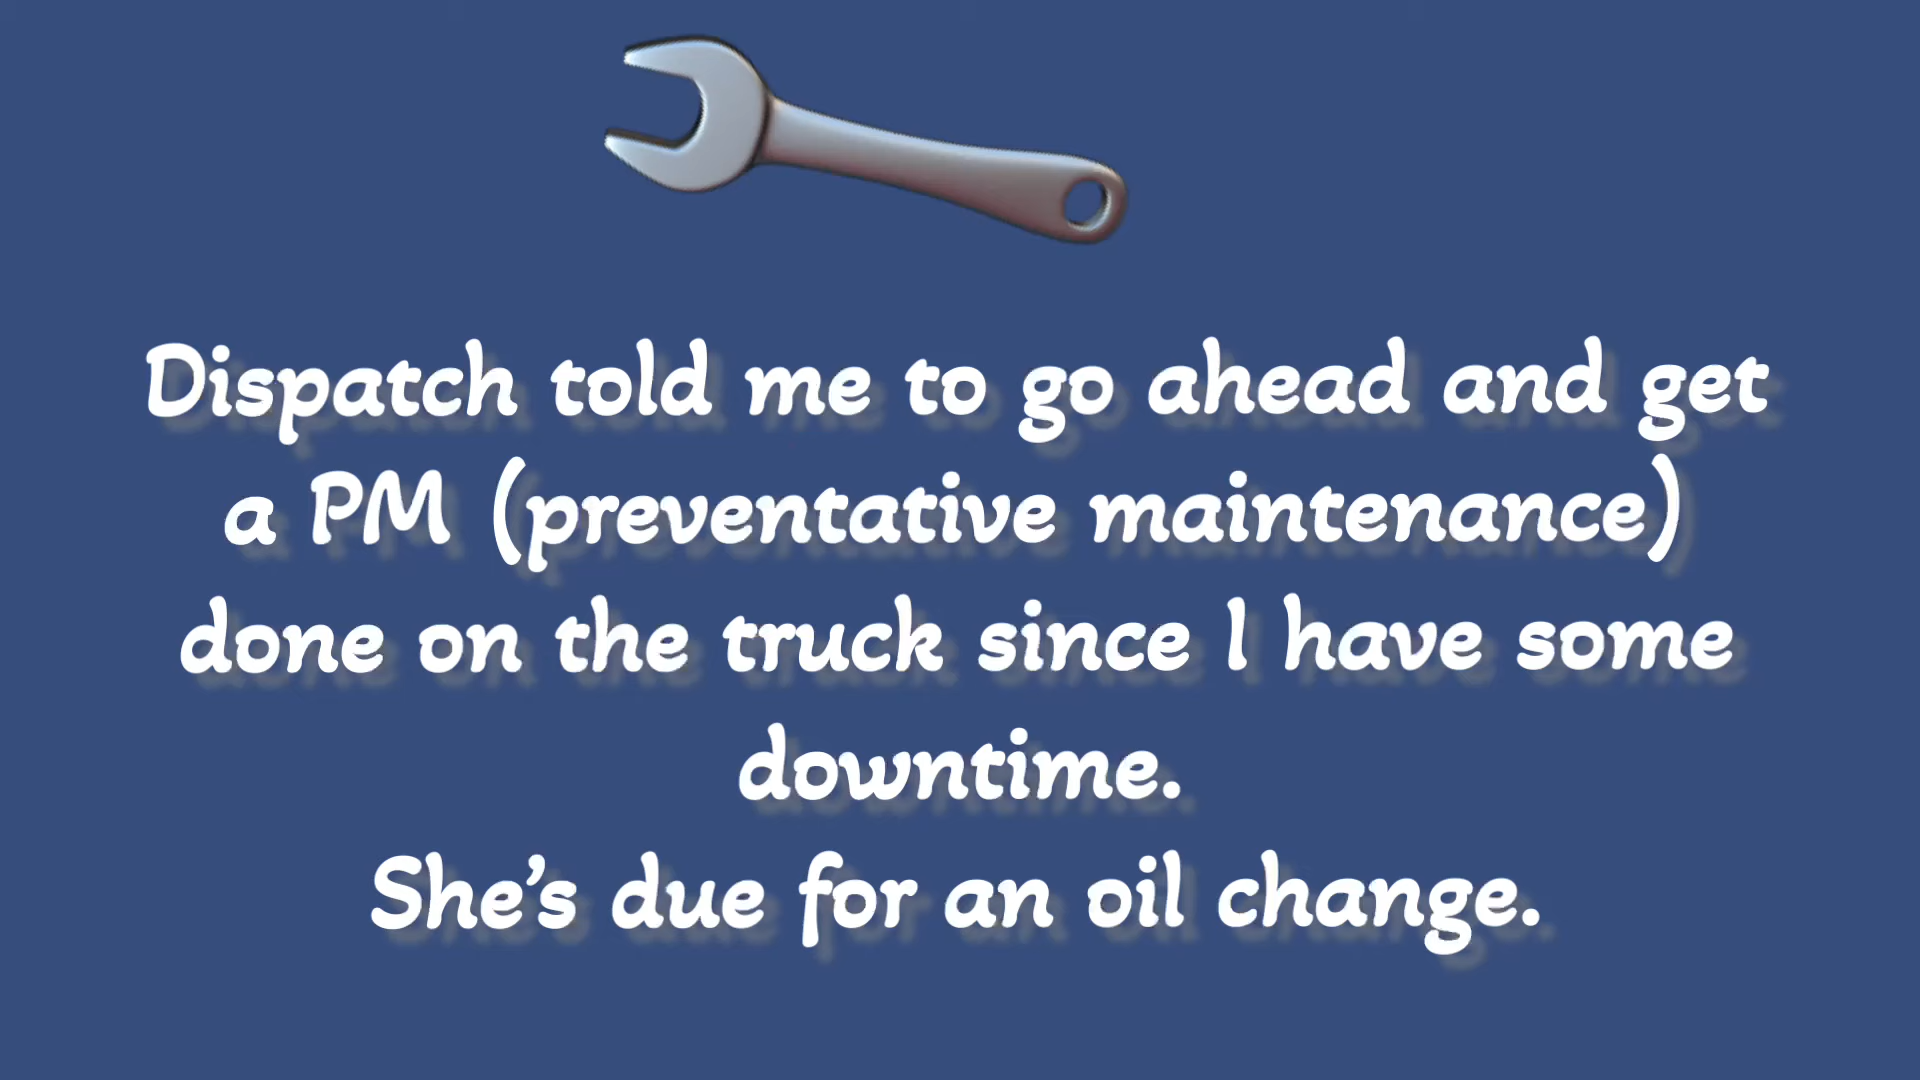 Dispatch told me to go ahead and get
a PM (preventative maintenance)
done on the truck since I have some
downtime.
She’s due for an oil change.